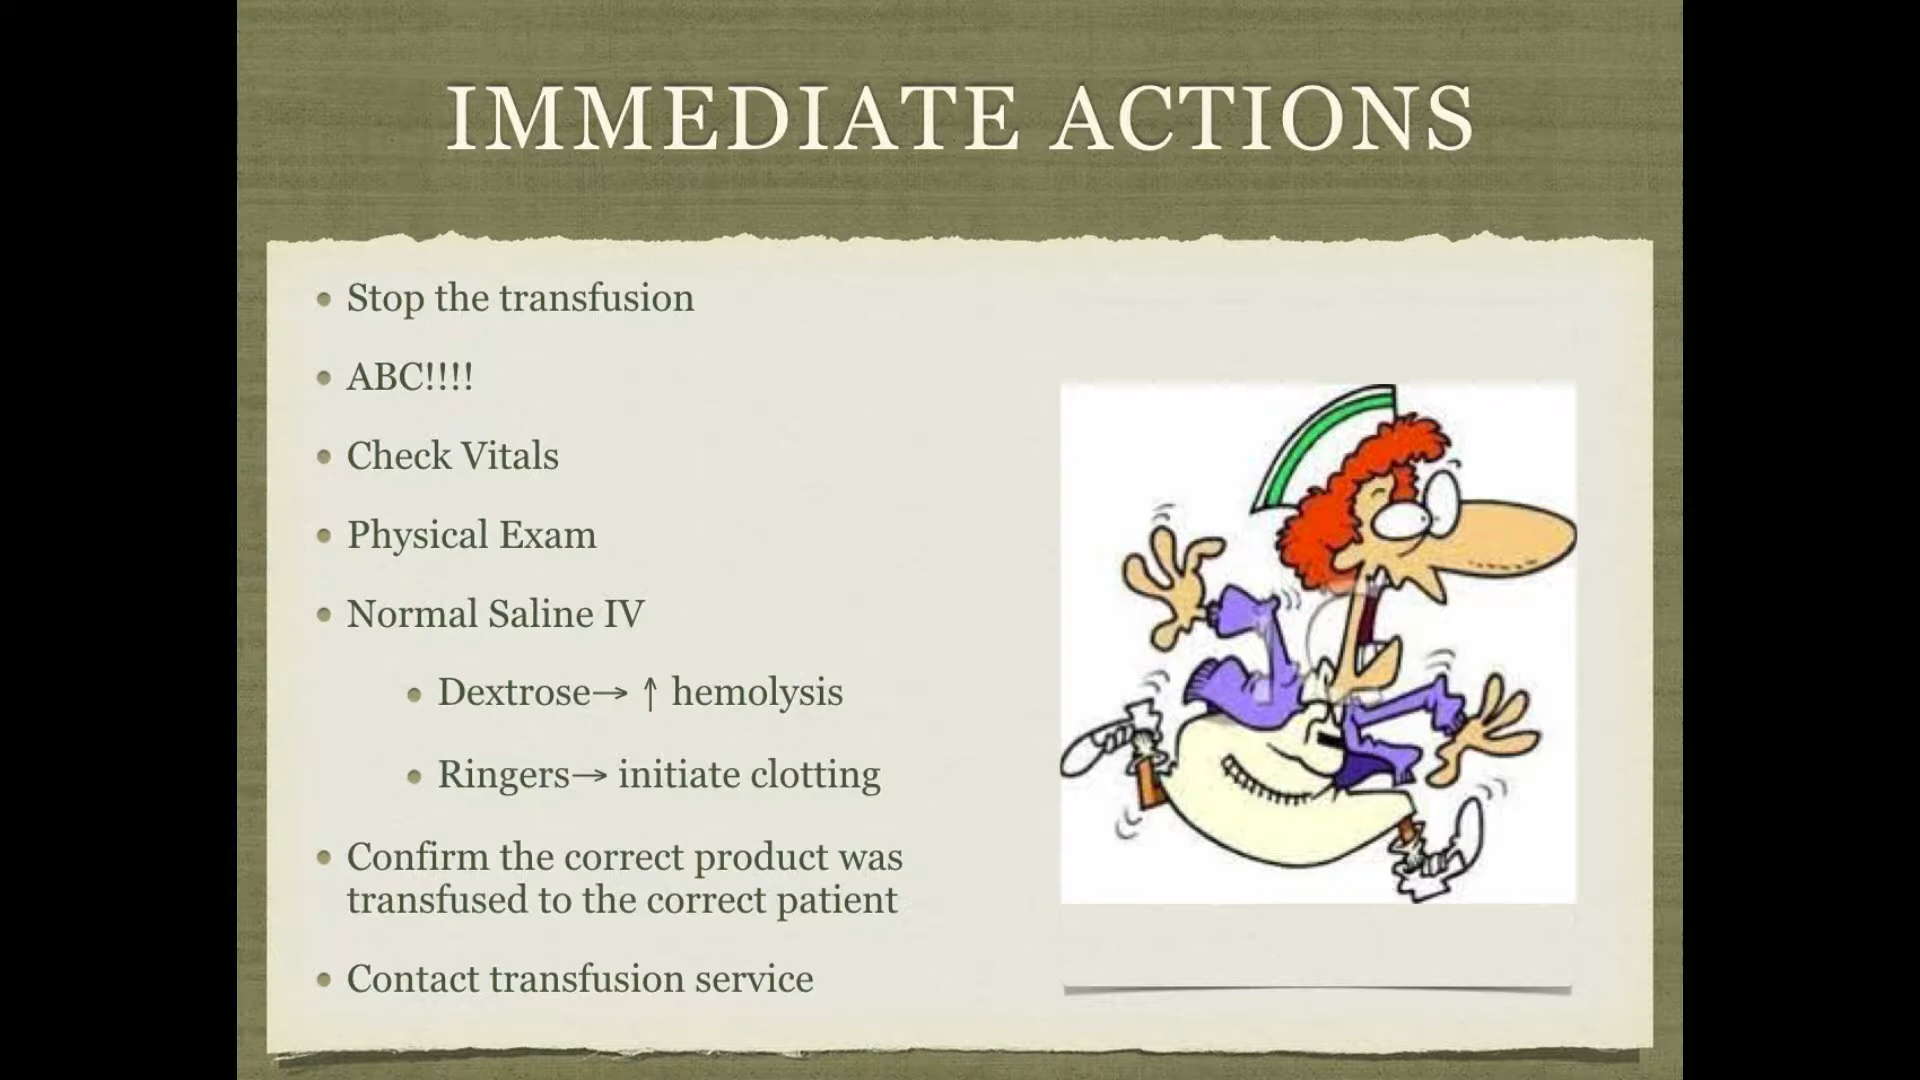 IMMEDIATE ACTIONS
• Stop the transfusion
• ABC!!!!
• Check Vitals
• Physical Exam
• Normal Saline IV
• Dextrose→ ↑ hemolysis
• Ringers→ initiate clotting
• Confirm the correct product was
transfused to the correct patient
• Contact transfusion service